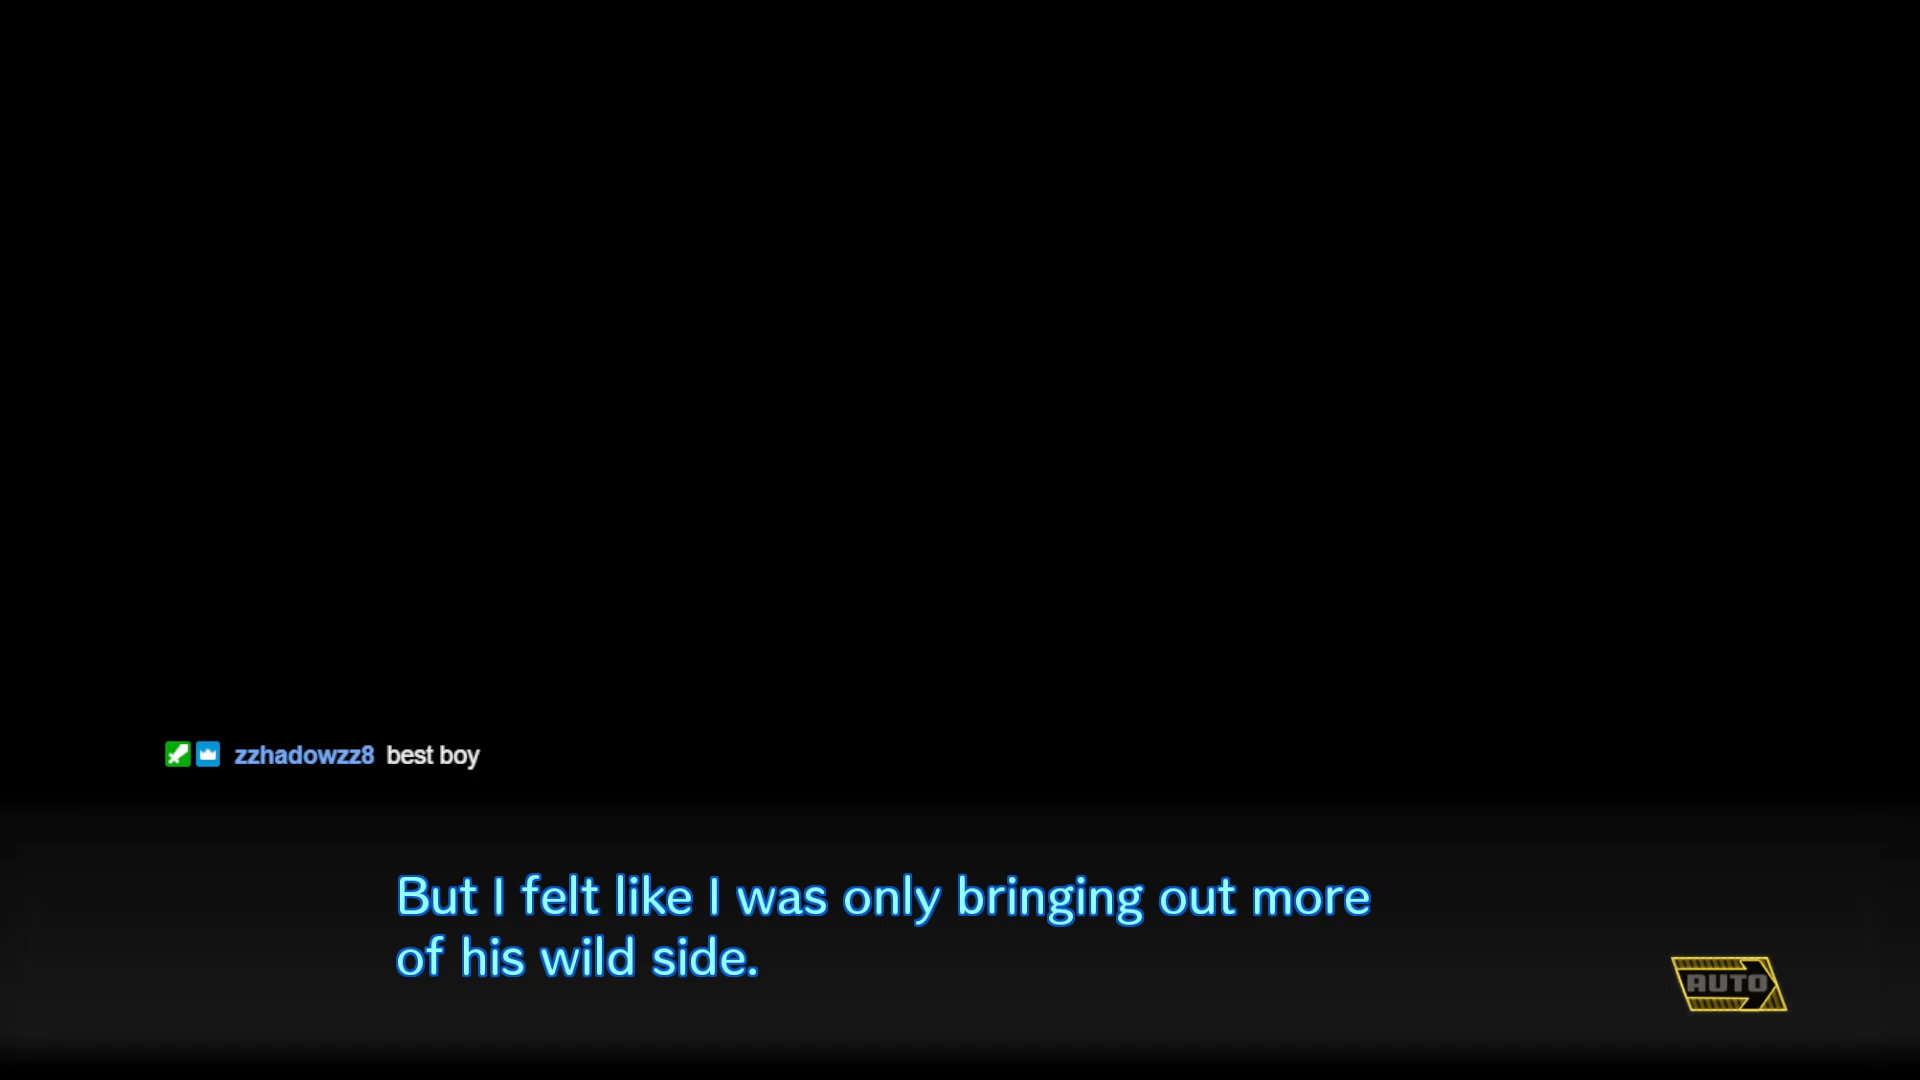 zzhadowzz8 best boy
But I felt like I was only bringing out more
of his wild side.
AUTO